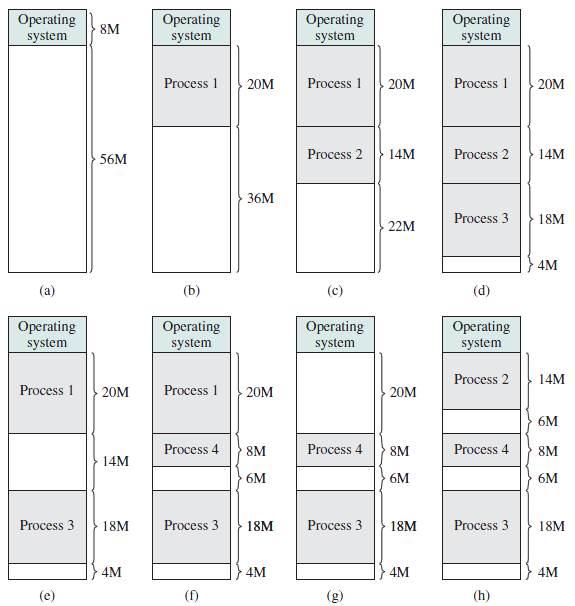 Operating
system
8M
56M
(a)
Operating
system
Process 1
20M
36M
(b)
Operating
system
Process 1
20M
Process 2
14M
22M
(c)
Operating
system
Process 1
20M
Process 2
14M
Process 3
18M
4M
(d)
Operating
system
Process 1
20M
14M
Process 3
18M
4M
(e)
Operating
system
Process 1
20M
Process 4
8M
6M
Process 3
18M
4M
(f)
Operating
system
20M
Process 4
8M
6M
Process 3
18M
4M
(g)
Operating
system
Process 2
14M
6M
Process 4
8M
6M
Process 3
18M
4M
(h)